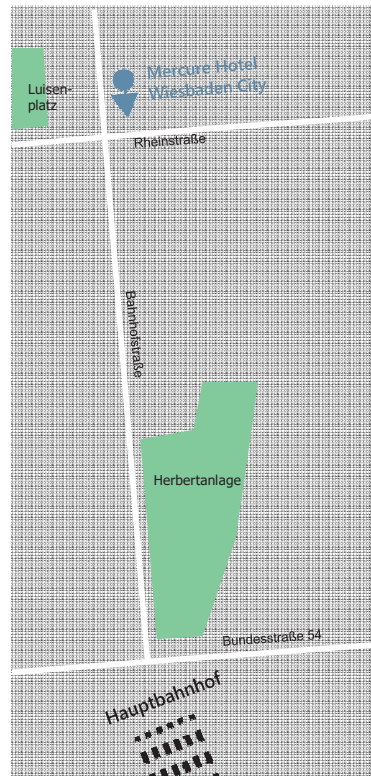 Mercure Hotel
Wiesbaden City
Luisen-
platz
Rheinstraße
Bahnhofstraße
Herbertanlage
Bundesstraße 54
Hauptbahnhof